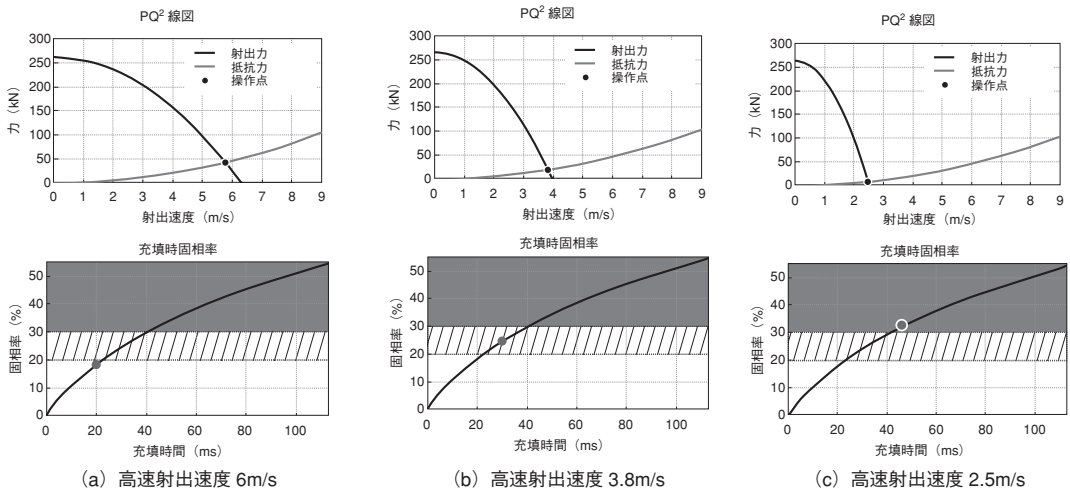 PQ² 線図
300
250
200
150
100
50
0
力（kN）
射出力
抵抗力
操作点
0 1 2 3 4 5 6 7 8 9
射出速度（m/s）
充填時固相率
50
40
30
20
10
0
固相率（%）
0 20 40 60 80 100
充填時間（ms）
（a）高速射出速度 6m/s
PQ² 線図
300
250
200
150
100
50
0
力（kN）
射出力
抵抗力
操作点
0 1 2 3 4 5 6 7 8 9
射出速度（m/s）
充填時固相率
50
40
30
20
10
0
固相率（%）
0 20 40 60 80 100
充填時間（ms）
（b）高速射出速度 3.8m/s
PQ² 線図
300
250
200
150
100
50
0
力（kN）
射出力
抵抗力
操作点
0 1 2 3 4 5 6 7 8 9
射出速度（m/s）
充填時固相率
50
40
30
20
10
0
固相率（%）
0 20 40 60 80 100
充填時間（ms）
（c）高速射出速度 2.5m/s